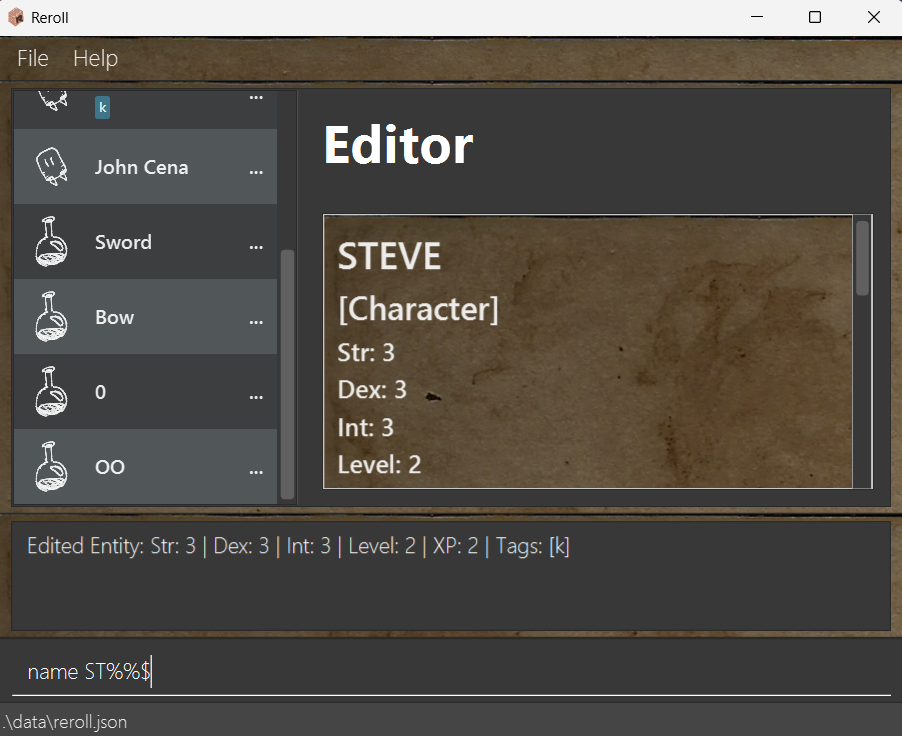 Reroll
File Help
k
...
John Cena ...
Sword ...
Bow ...
0 ...
OO ...
Editor
STEVE
[Character]
Str: 3
Dex: 3
Int: 3
Level: 2
Edited Entity: Str: 3 | Dex: 3 | Int: 3 | Level: 2 | XP: 2 | Tags: [k]
name ST%%$
.\data\reroll.json